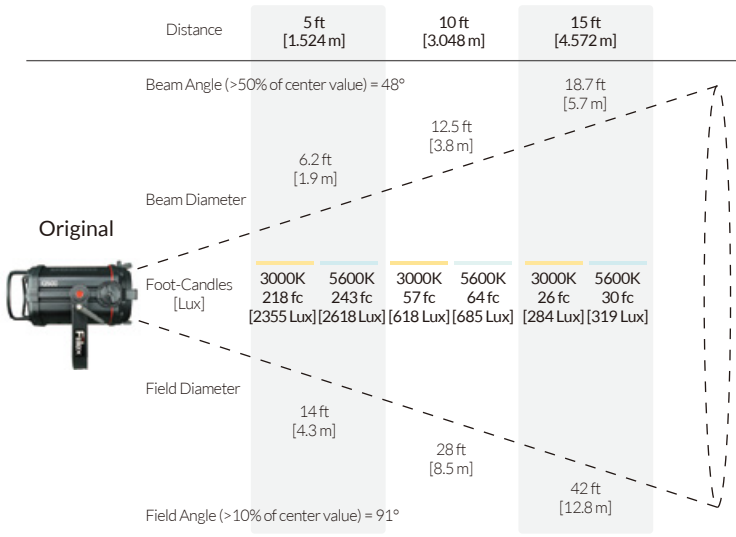 Distance
5 ft
[1.524 m]
10 ft
[3.048 m]
15 ft
[4.572 m]
Beam Angle (>50% of center value) = 48°
18.7 ft
[5.7 m]
12.5 ft
[3.8 m]
6.2 ft
[1.9 m]
Beam Diameter
Original
Foot-Candles
[Lux]
3000K
218 fc
[2355 Lux]
5600K
243 fc
[2618 Lux]
3000K
57 fc
[618 Lux]
5600K
64 fc
[685 Lux]
3000K
26 fc
[284 Lux]
5600K
30 fc
[319 Lux]
Field Diameter
14 ft
[4.3 m]
28 ft
[8.5 m]
42 ft
[12.8 m]
Field Angle (>10% of center value) = 91°